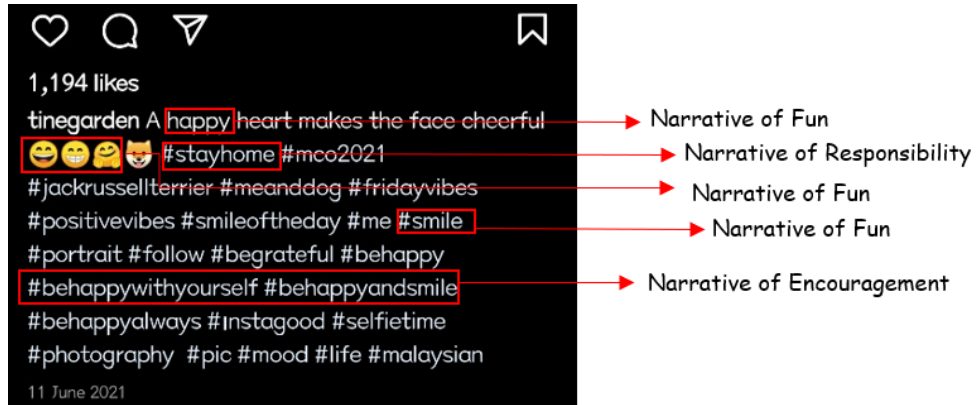 1,194 likes
tinegarden A happy heart makes the face cheerful
😄😁🤗🐕 #stayhome #mco2021
#jackrussellterrier #meanddog #fridayvibes
#positivevibes #smileoftheday #me #smile
#portrait #follow #begrateful #behappy
#behappywithyourself #behappyandsmile
#behappyalways #instagood #selfietime
#photography #pic #mood #life #malaysian
11 June 2021
Narrative of Fun
Narrative of Responsibility
Narrative of Fun
Narrative of Fun
Narrative of Encouragement